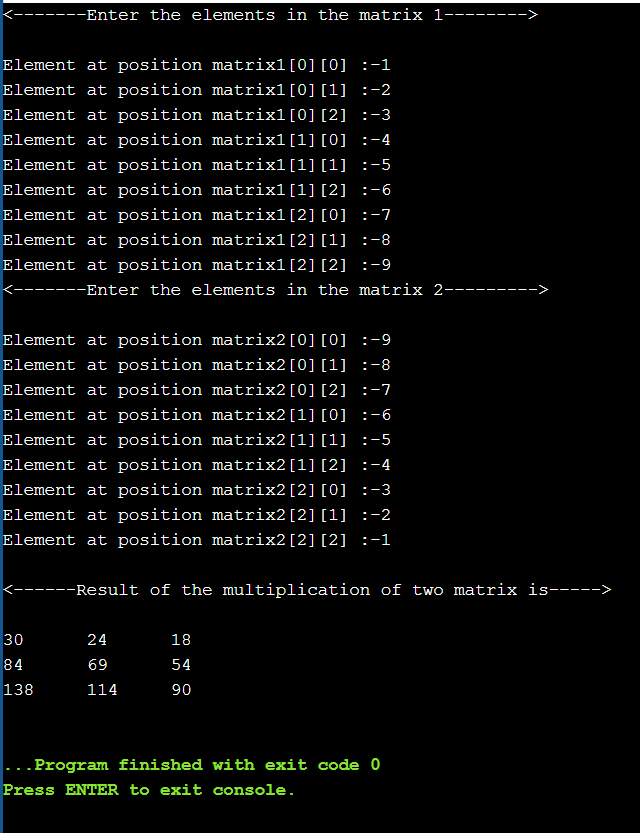 <-------Enter the elements in the matrix 1-------->
Element at position matrix1[0][0] :-1
Element at position matrix1[0][1] :-2
Element at position matrix1[0][2] :-3
Element at position matrix1[1][0] :-4
Element at position matrix1[1][1] :-5
Element at position matrix1[1][2] :-6
Element at position matrix1[2][0] :-7
Element at position matrix1[2][1] :-8
Element at position matrix1[2][2] :-9
<-------Enter the elements in the matrix 2--------->
Element at position matrix2[0][0] :-9
Element at position matrix2[0][1] :-8
Element at position matrix2[0][2] :-7
Element at position matrix2[1][0] :-6
Element at position matrix2[1][1] :-5
Element at position matrix2[1][2] :-4
Element at position matrix2[2][0] :-3
Element at position matrix2[2][1] :-2
Element at position matrix2[2][2] :-1
<------Result of the multiplication of two matrix is----->
30      24      18
84      69      54
138     114     90
...Program finished with exit code 0
Press ENTER to exit console.